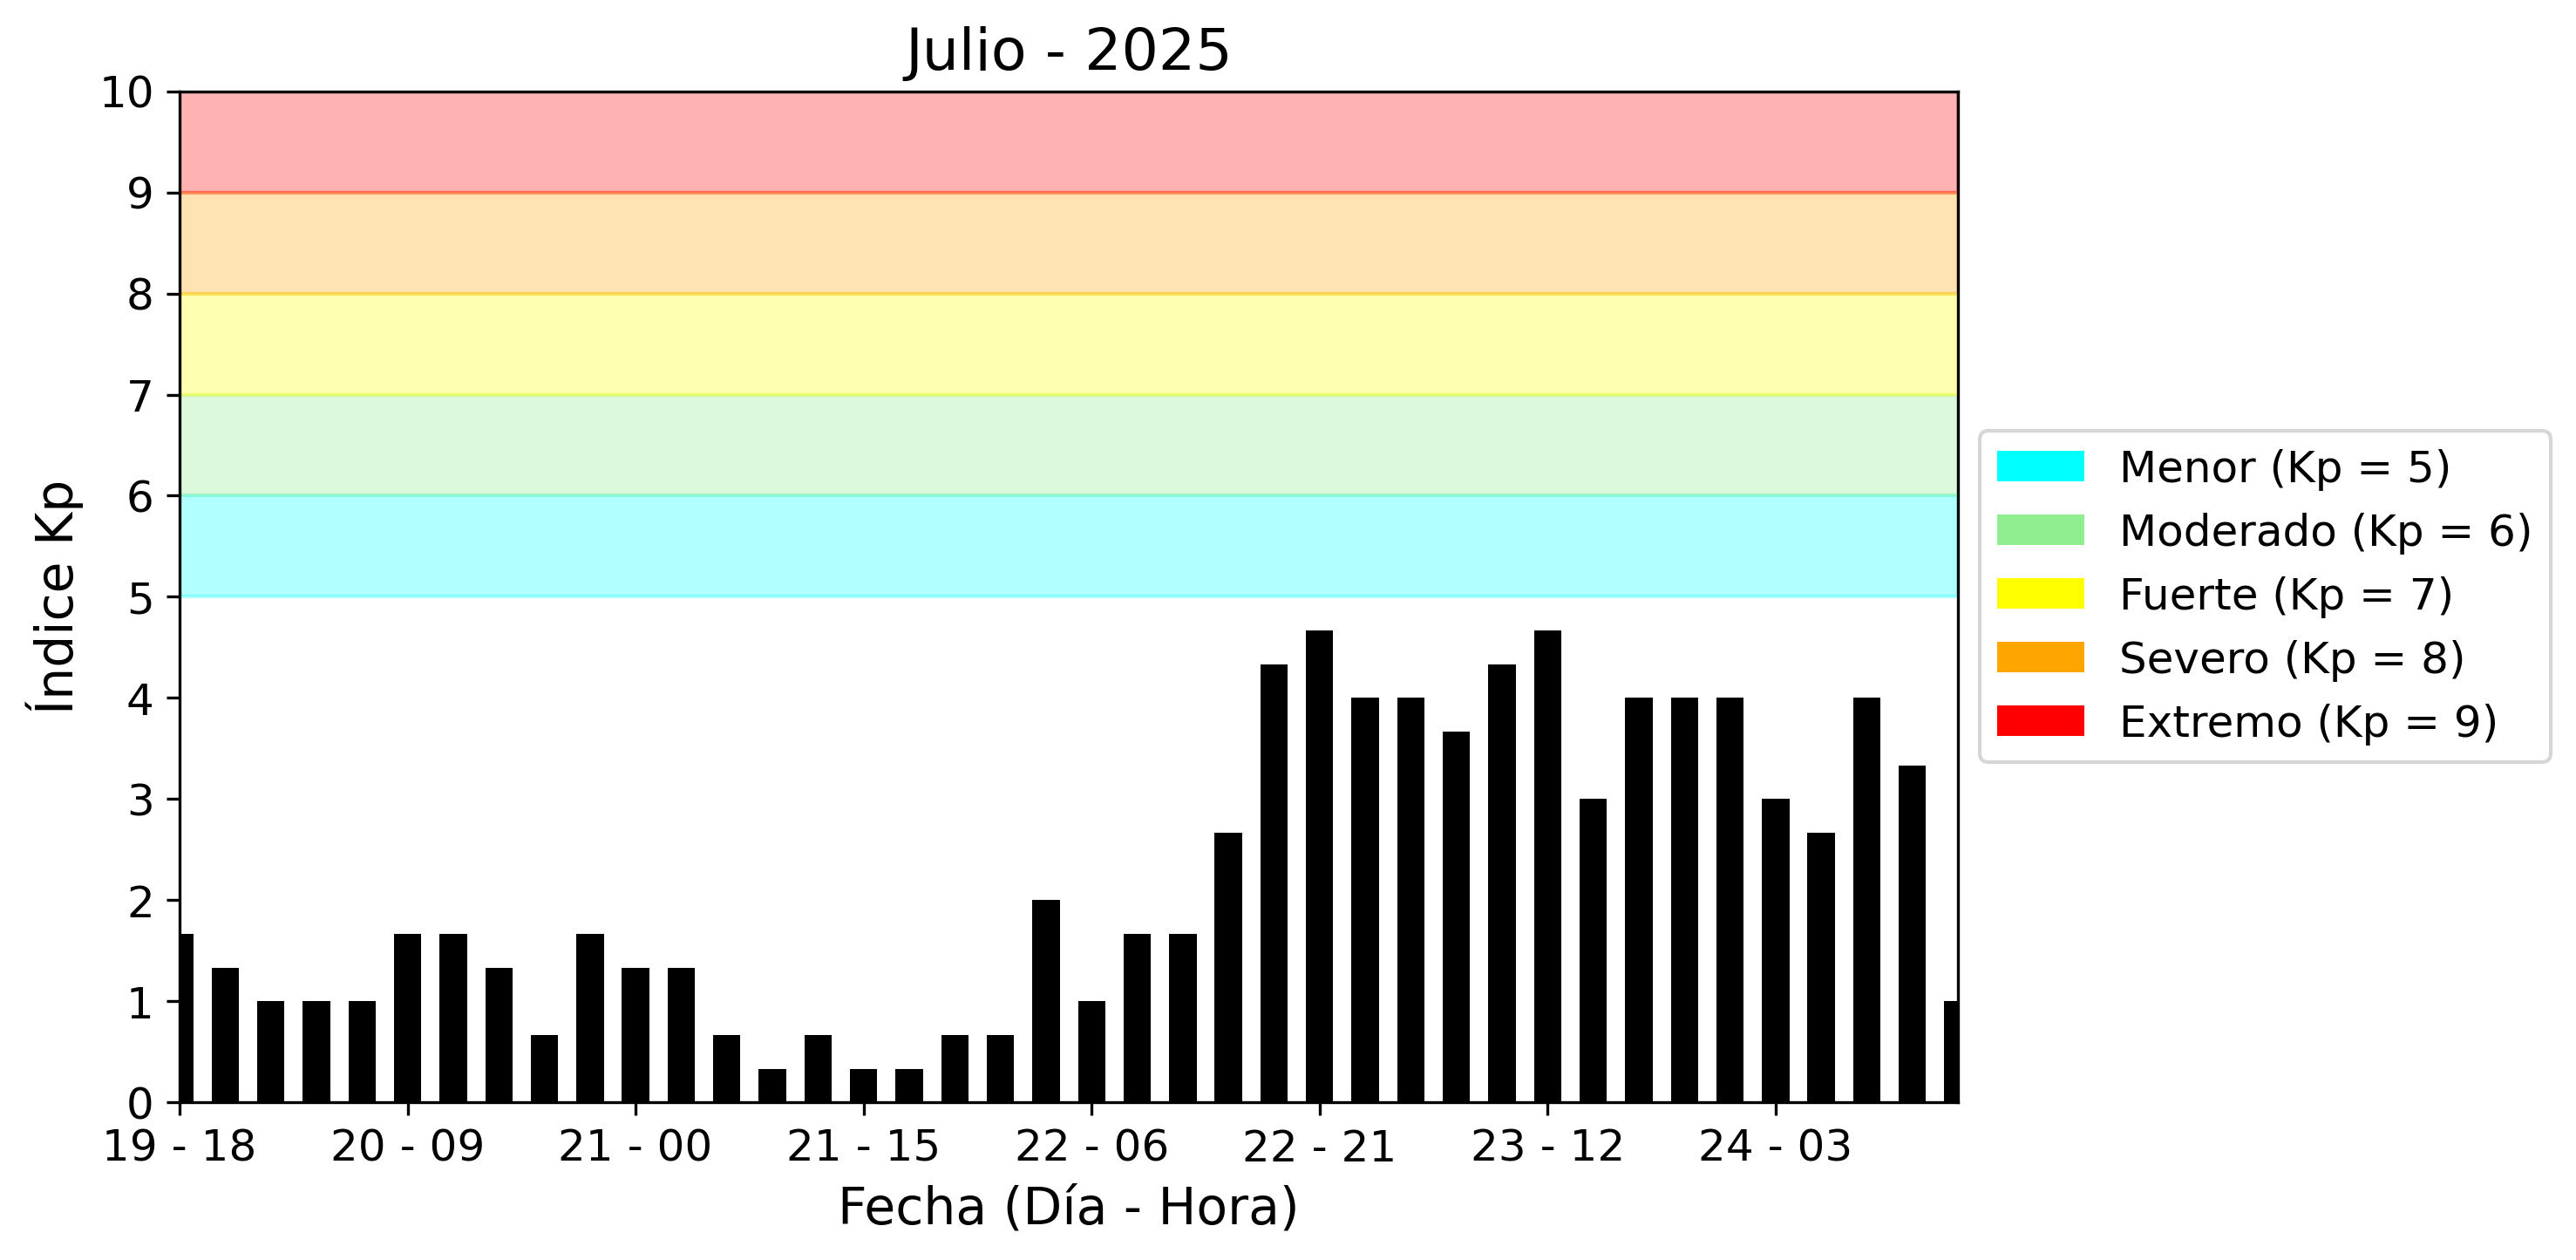 Julio - 2025
10
9
8
7
6
5
4
3
2
1
0
Índice Kp
19 - 18
20 - 09
21 - 00
21 - 15
22 - 06
22 - 21
23 - 12
24 - 03
Fecha (Día - Hora)
Menor (Kp = 5)
Moderado (Kp = 6)
Fuerte (Kp = 7)
Severo (Kp = 8)
Extremo (Kp = 9)